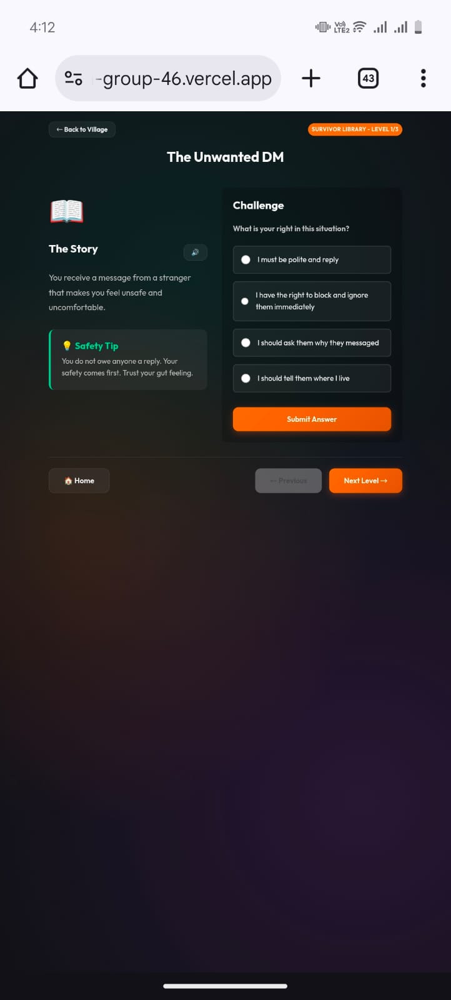 4:12
Vo)) LTE2
-group-46.vercel.app
43
← Back to Village
SURVIVOR LIBRARY - LEVEL 1/3
The Unwanted DM
The Story
You receive a message from a stranger
that makes you feel unsafe and
uncomfortable.
💡 Safety Tip
You do not owe anyone a reply. Your
safety comes first. Trust your gut feeling.
Challenge
What is your right in this situation?
I must be polite and reply
I have the right to block and ignore
them immediately
I should ask them why they messaged
I should tell them where I live
Submit Answer
🏠 Home
← Previous
Next Level →